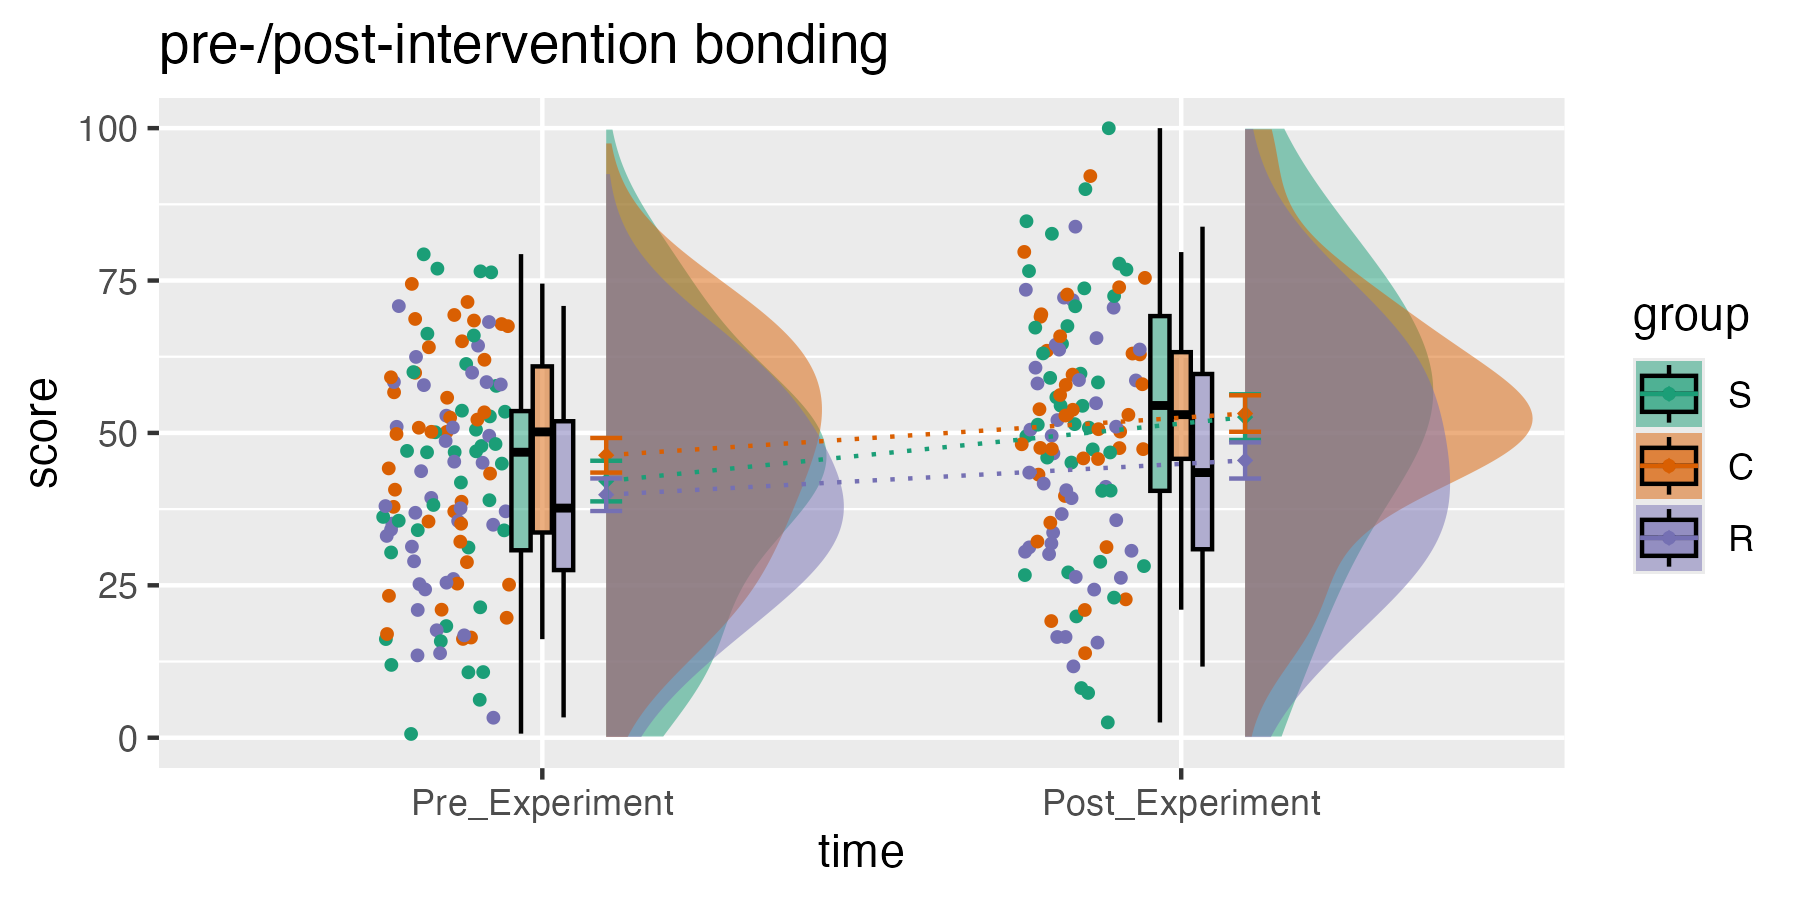 pre-/post-intervention bonding
100
75
50
25
0
score
Pre_Experiment
Post_Experiment
time
group
S
C
R